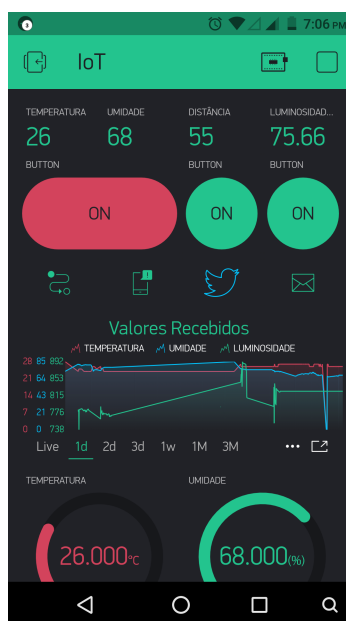 3 7:06 PM
IoT
TEMPERATURA UMIDADE DISTÂNCIA LUMINOSIDAD...
26 68 55 75.66
BUTTON BUTTON BUTTON
ON ON ON
Valores Recebidos
TEMPERATURA UMIDADE LUMINOSIDADE
28 85 892
21 64 853
14 43 815
7 21 776
0 0 738
Live 1d 2d 3d 1w 1M 3M ...
TEMPERATURA UMIDADE
26.000°C 68.000(%)